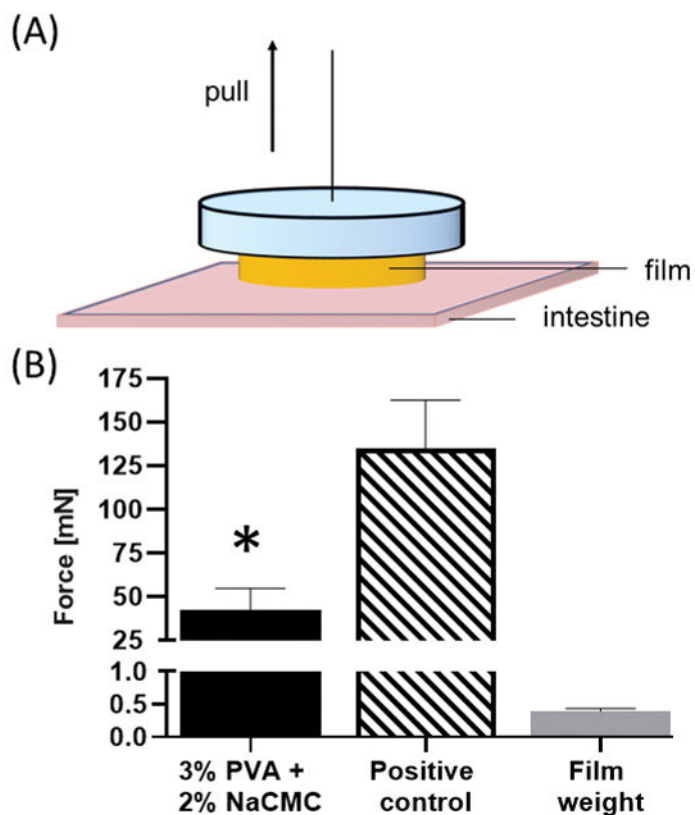 (A)
pull
film
intestine
(B)
175
150
125
100
75
50
25
1.0
0.5
0.0
Force [mN]
*
3% PVA +
2% NaCMC
Positive
control
Film
weight